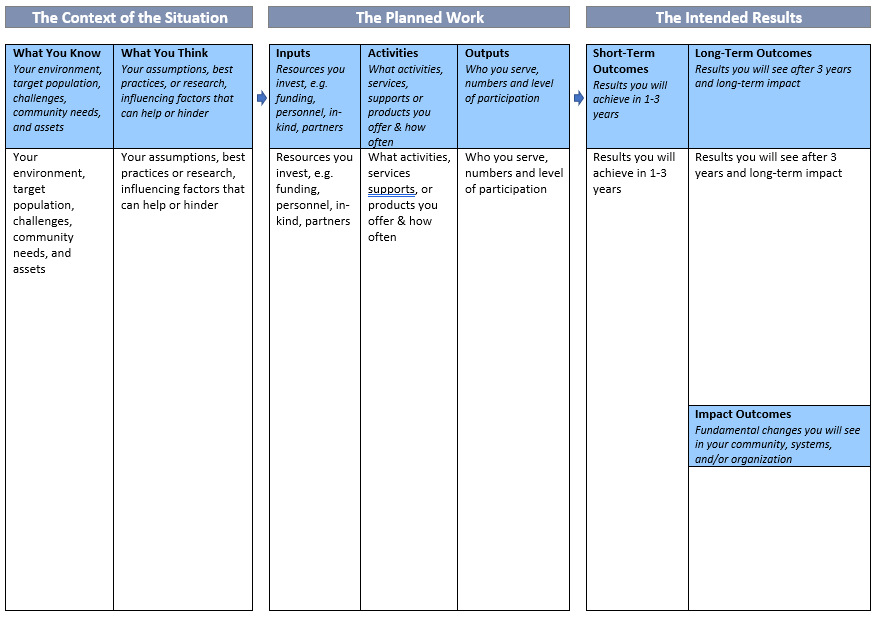 The Context of the Situation
The Planned Work
The Intended Results
What You Know
Your environment,
target population,
challenges,
community needs,
and assets
What You Think
Your assumptions, best
practices, or research,
influencing factors that
can help or hinder
Inputs
Resources you
invest, e.g.
funding,
personnel, in-
kind, partners
Activities
What activities,
services,
supports or
products you
offer & how
often
Outputs
Who you serve,
numbers and level
of participation
Short-Term
Outcomes
Results you will
achieve in 1-3
years
Long-Term Outcomes
Results you will see after 3 years
and long-term impact
Your
environment,
target
population,
challenges,
community
needs, and
assets
Your assumptions, best
practices or research,
influencing factors that
can help or hinder
Resources you
invest, e.g.
funding,
personnel, in-
kind, partners
What activities,
services
supports, or
products you
offer & how
often
Who you serve,
numbers and level
of participation
Results you will
achieve in 1-3
years
Results you will see after 3
years and long-term impact
Impact Outcomes
Fundamental changes you will see
in your community, systems,
and/or organization